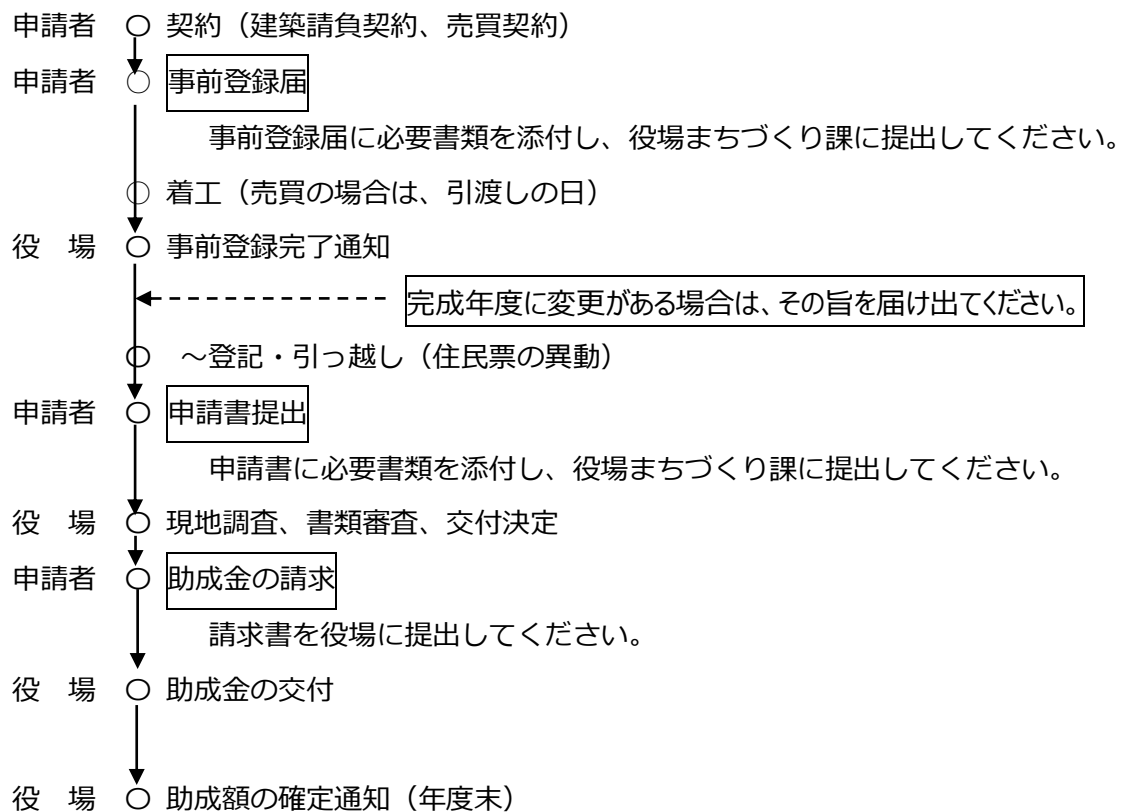 申請者 ○ 契約（建築請負契約、売買契約）
申請者 ○ 事前登録届
事前登録届に必要書類を添付し、役場まちづくり課に提出してください。
○ 着工（売買の場合は、引渡しの日）
役　場 ○ 事前登録完了通知
完成年度に変更がある場合は、その旨を届け出てください。
○ ～登記・引っ越し（住民票の異動）
申請者 ○ 申請書提出
申請書に必要書類を添付し、役場まちづくり課に提出してください。
役　場 ○ 現地調査、書類審査、交付決定
申請者 ○ 助成金の請求
請求書を役場に提出してください。
役　場 ○ 助成金の交付
役　場 ○ 助成額の確定通知（年度末）